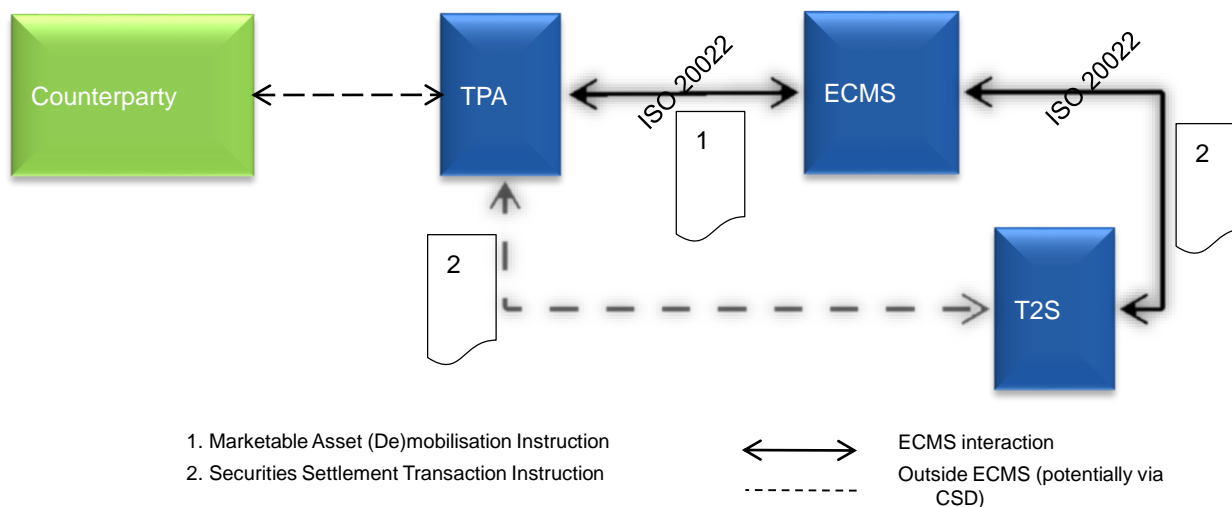 Counterparty
TPA
ISO 20022
ECMS
ISO 20022
1
2
2
T2S
1. Marketable Asset (De)mobilisation Instruction
2. Securities Settlement Transaction Instruction
ECMS interaction
Outside ECMS (potentially via
CSD)